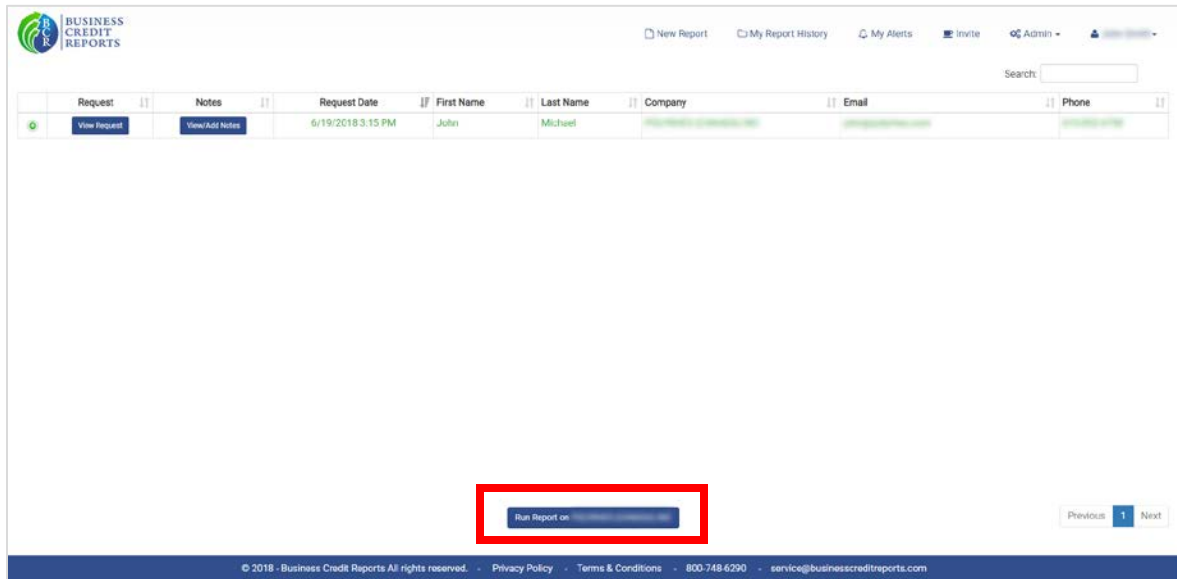 BCR
BUSINESS
CREDIT
REPORTS
New Report My Report History My Alerts Invite Admin
Search:
Request Notes Request Date First Name Last Name Company Email Phone
View Request View/Add Notes 6/19/2018 3:15 PM John Michael
Run Report on
Previous 1 Next
© 2018 - Business Credit Reports All rights reserved. - Privacy Policy - Terms & Conditions - 800-748-6290 - service@businesscreditreports.com